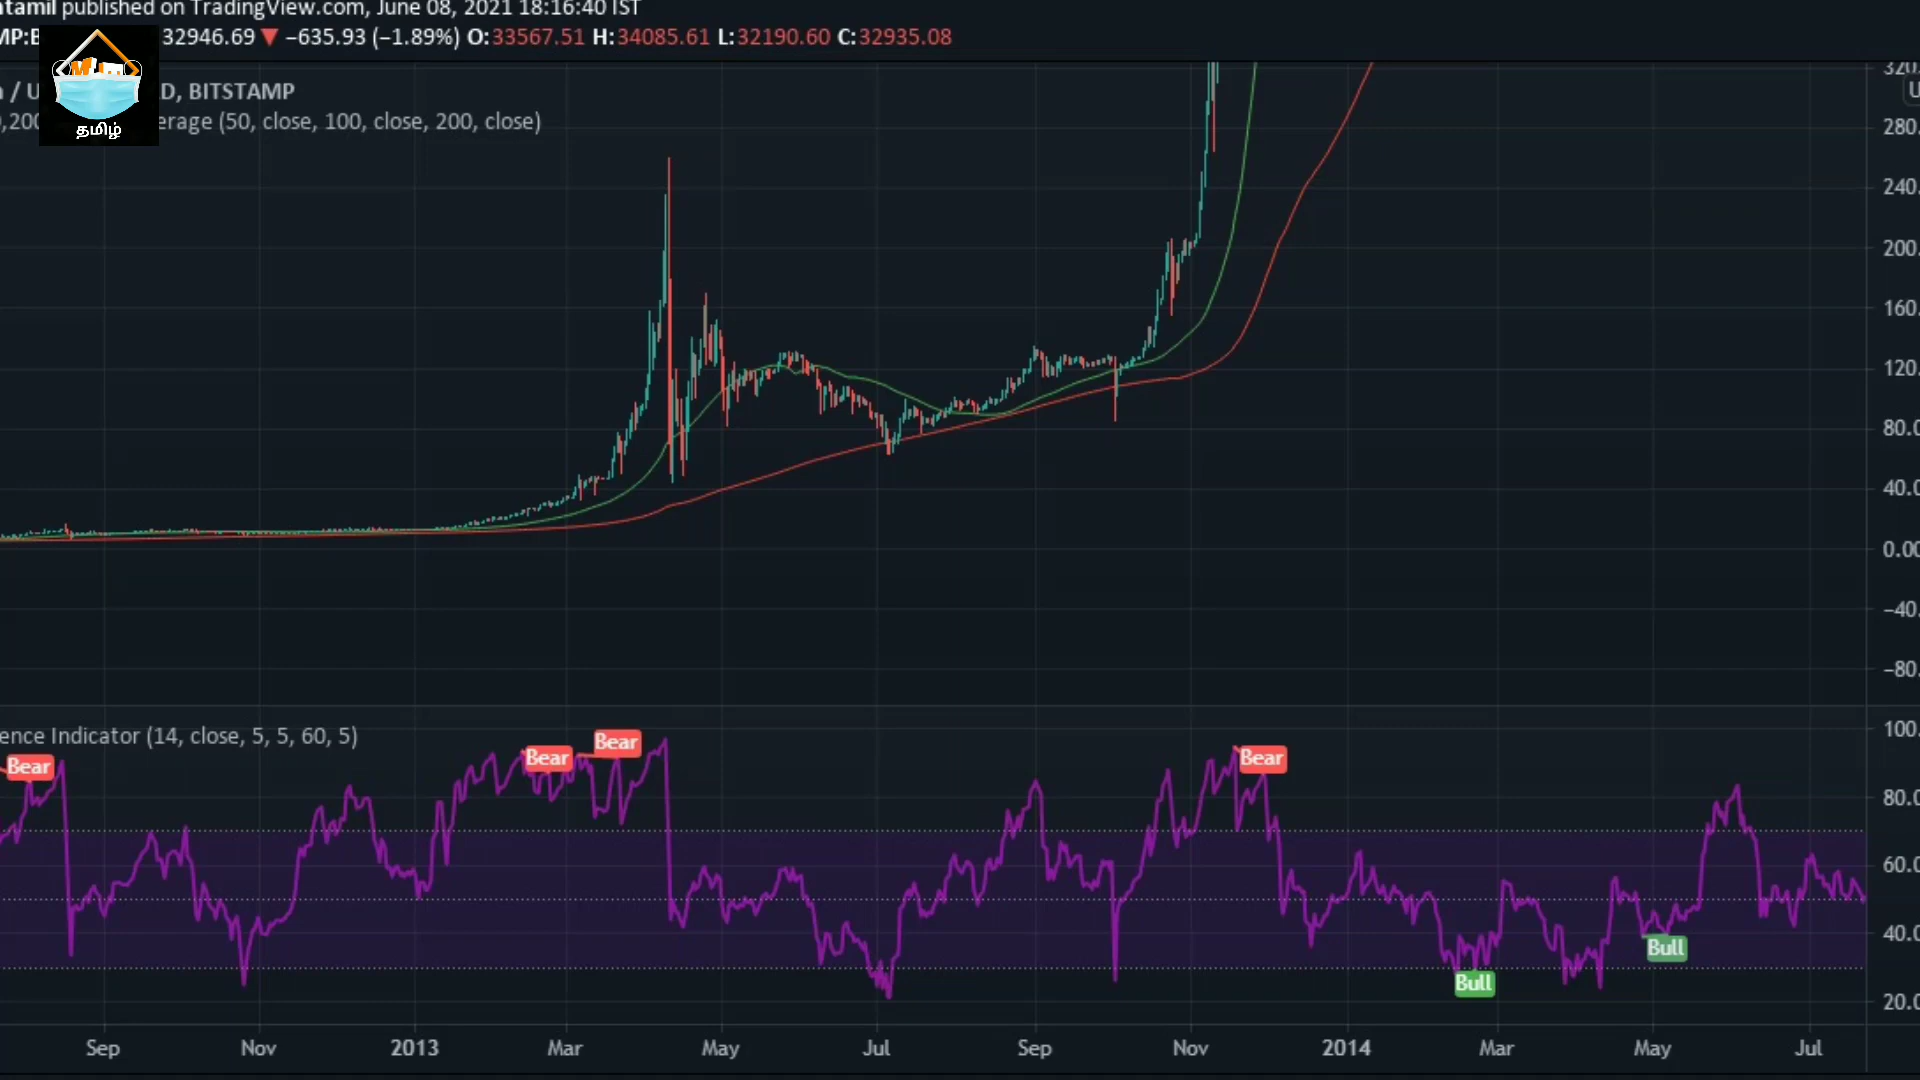 ntamil published on TradingView.com, June 08, 2021 18:16:40 IST
MP:B 32946.69 ▼ −635.93 (−1.89%) O:33567.51 H:34085.61 L:32190.60 C:32935.08
தமிழ்
/ U D, BITSTAMP
,200 erage (50, close, 100, close, 200, close)
320.
U
280.
240.
200.
160.
120.
80.0
40.0
0.00
−40.
−80.
ence Indicator (14, close, 5, 5, 60, 5)
Bear
Bear
Bear
Bear
Bull
Bull
100.
80.0
60.0
40.0
20.0
Sep Nov 2013 Mar May Jul Sep Nov 2014 Mar May Jul